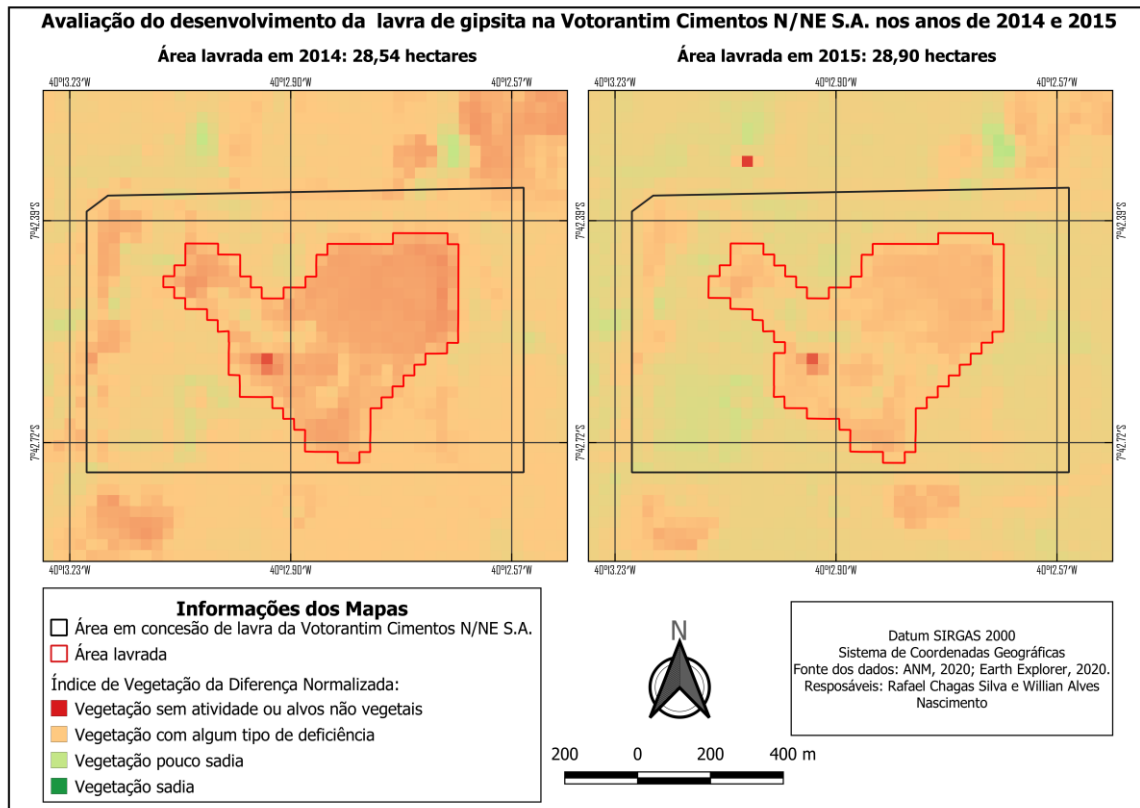 Avaliação do desenvolvimento da lavra de gipsita na Votorantim Cimentos N/NE S.A. nos anos de 2014 e 2015
Área lavrada em 2014: 28,54 hectares
Área lavrada em 2015: 28,90 hectares
40°13.23"W 40°12.90"W 40°12.57"W
40°13.23"W 40°12.90"W 40°12.57"W
7°42.39"S
7°42.72"S
7°42.39"S
7°42.72"S
40°13.23"W 40°12.90"W 40°12.57"W
40°13.23"W 40°12.90"W 40°12.57"W
Informações dos Mapas
Área em concesão de lavra da Votorantim Cimentos N/NE S.A.
Área lavrada
Índice de Vegetação da Diferença Normalizada:
Vegetação sem atividade ou alvos não vegetais
Vegetação com algum tipo de deficiência
Vegetação pouco sadia
Vegetação sadia
N
200 0 200 400 m
Datum SIRGAS 2000
Sistema de Coordenadas Geográficas
Fonte dos dados: ANM, 2020; Earth Explorer, 2020.
Resposáveis: Rafael Chagas Silva e Willian Alves
Nascimento